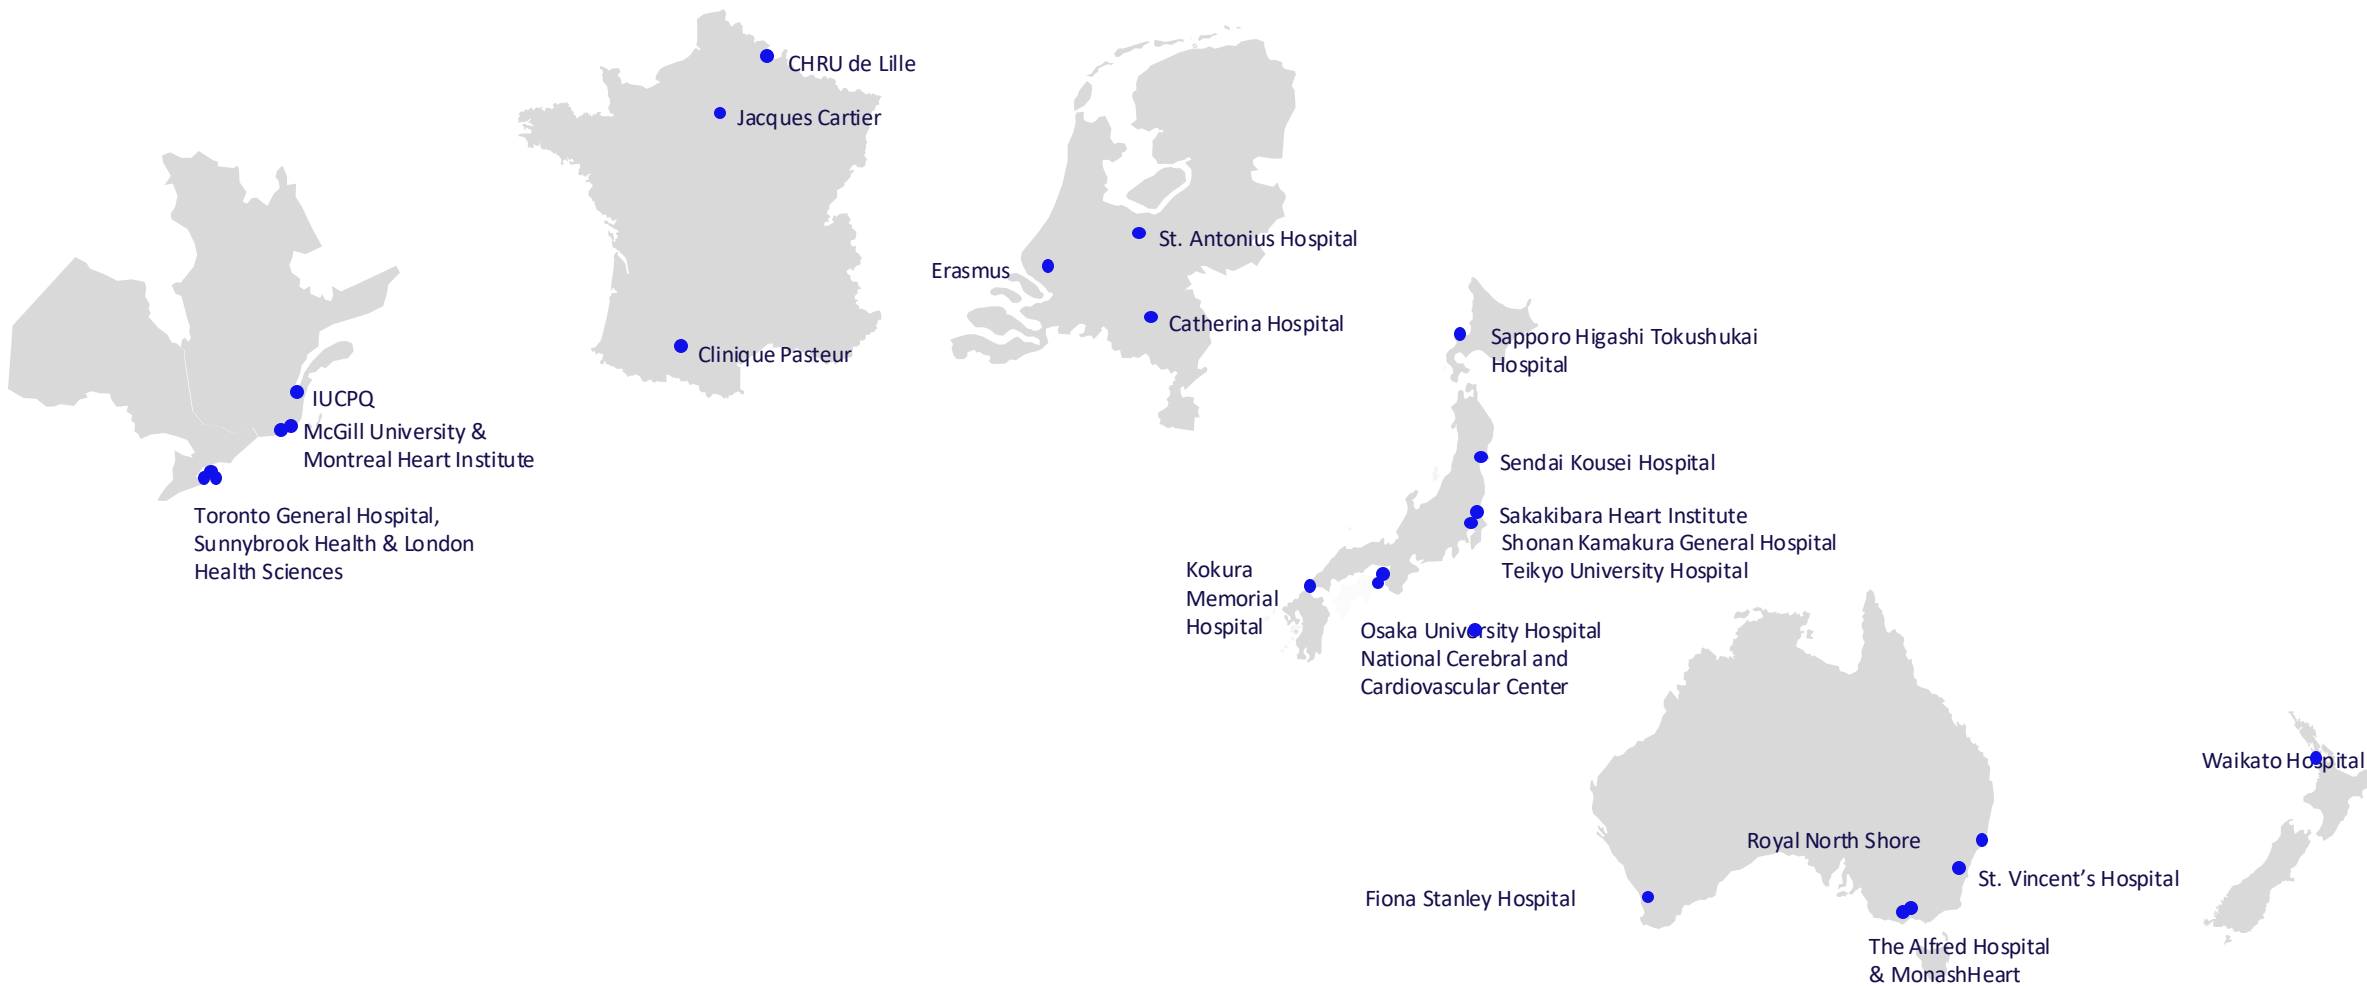 CHRU de Lille
Jacques Cartier
Clinique Pasteur
IUCPQ
McGill University &
Montreal Heart Institute
Toronto General Hospital,
Sunnybrook Health & London
Health Sciences
St. Antonius Hospital
Erasmus
Catherina Hospital
Sapporo Higashi Tokushukai
Hospital
Sendai Kousei Hospital
Sakakibara Heart Institute
Shonan Kamakura General Hospital
Teikyo University Hospital
Kokura
Memorial
Hospital
Osaka University Hospital
National Cerebral and
Cardiovascular Center
Waikato Hospital
Royal North Shore
St. Vincent’s Hospital
Fiona Stanley Hospital
The Alfred Hospital
& MonashHeart